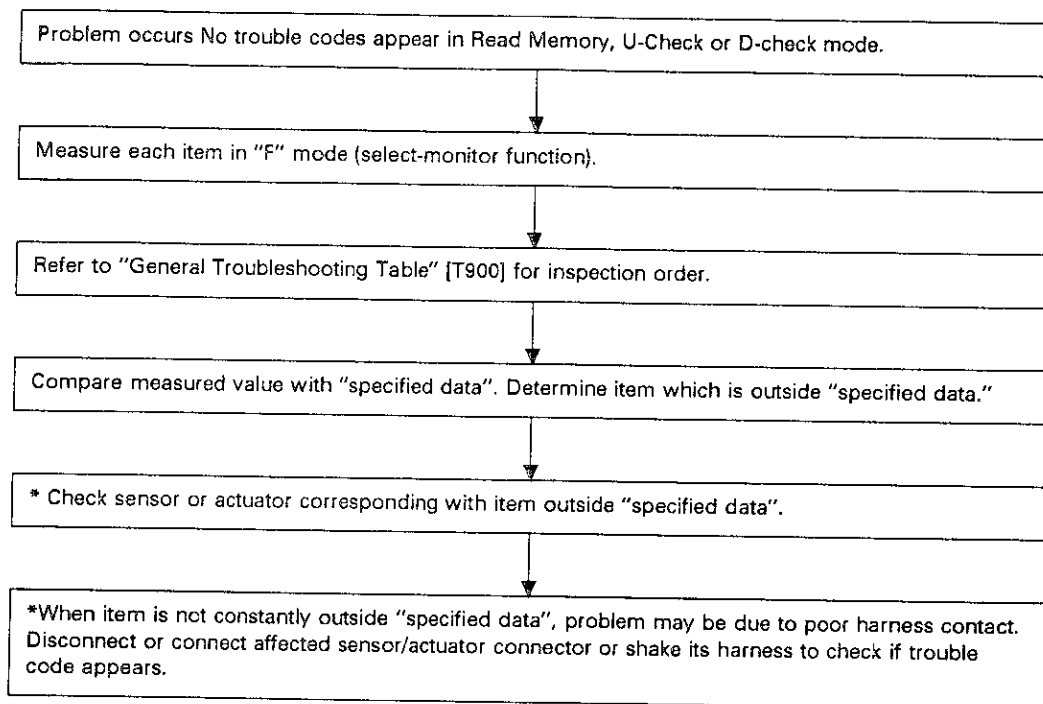 Problem occurs No trouble codes appear in Read Memory, U-Check or D-check mode.
Measure each item in "F" mode (select-monitor function).
Refer to "General Troubleshooting Table" [T900] for inspection order.
Compare measured value with "specified data". Determine item which is outside "specified data."
* Check sensor or actuator corresponding with item outside "specified data".
*When item is not constantly outside "specified data", problem may be due to poor harness contact.
Disconnect or connect affected sensor/actuator connector or shake its harness to check if trouble
code appears.